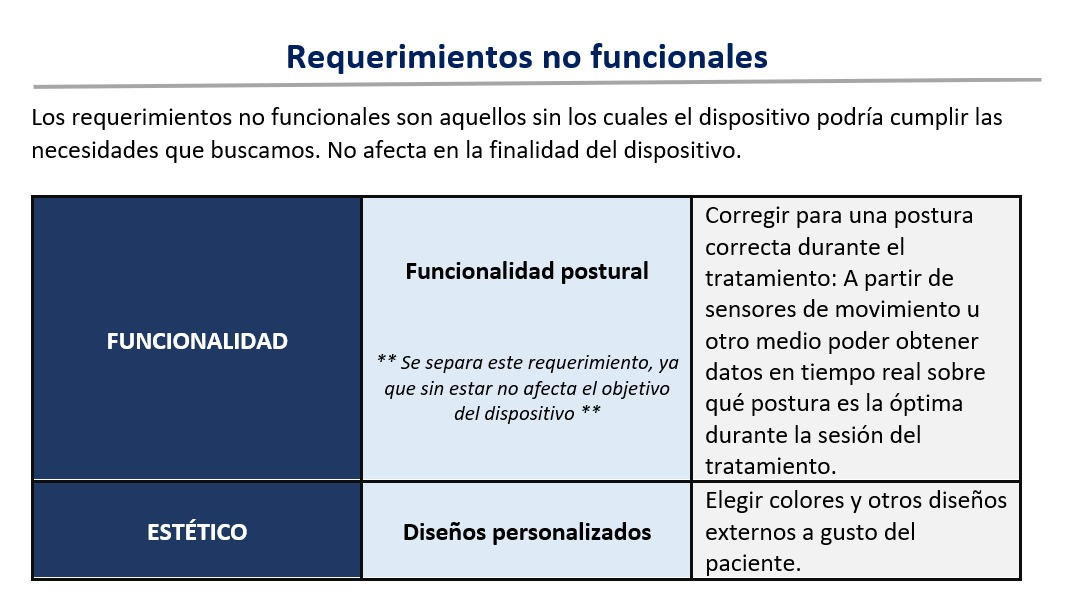 Requerimientos no funcionales
Los requerimientos no funcionales son aquellos sin los cuales el dispositivo podría cumplir las
necesidades que buscamos. No afecta en la finalidad del dispositivo.
FUNCIONALIDAD
Funcionalidad postural
** Se separa este requerimiento, ya
que sin estar no afecta el objetivo
del dispositivo **
Corregir para una postura
correcta durante el
tratamiento: A partir de
sensores de movimiento u
otro medio poder obtener
datos en tiempo real sobre
qué postura es la óptima
durante la sesión del
tratamiento.
ESTÉTICO
Diseños personalizados
Elegir colores y otros diseños
externos a gusto del
paciente.